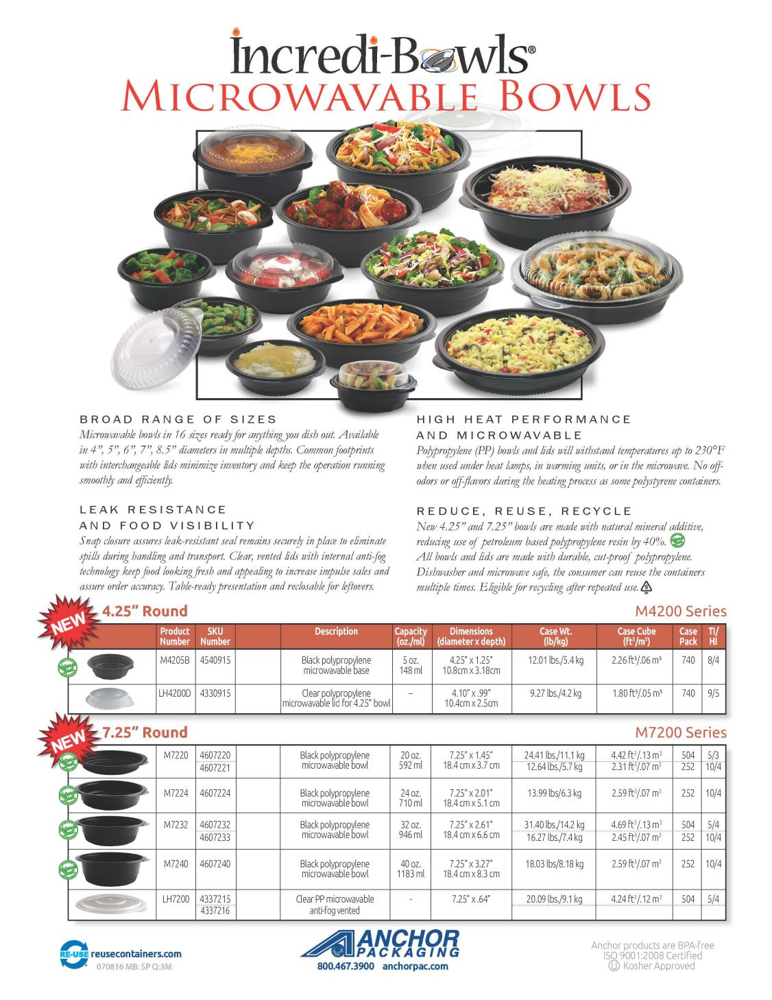 Incredi-Bowls®
MICROWAVABLE BOWLS
BROAD RANGE OF SIZES
Microwavable bowls in 16 sizes ready for anything you dish out. Available
in 4”, 5”, 6”, 7”, 8.5” diameters in multiple depths. Common footprints
with interchangeable lids minimize inventory and keep the operation running
smoothly and efficiently.
LEAK RESISTANCE
AND FOOD VISIBILITY
Snap closure assures leak-resistant seal remains securely in place to eliminate
spills during handling and transport. Clear, vented lids with internal anti-fog
technology keep food looking fresh and appealing to increase impulse sales and
assure order accuracy. Table-ready presentation and reclosable for leftovers.
HIGH HEAT PERFORMANCE
AND MICROWAVABLE
Polypropylene (PP) bowls and lids will withstand temperatures up to 230°F
when used under heat lamps, in warming units, or in the microwave. No off-
odors or off-flavors during the heating process as some polystyrene containers.
REDUCE, REUSE, RECYCLE
New 4.25” and 7.25” bowls are made with natural mineral additive,
reducing use of petroleum based polypropylene resin by 40%.
All bowls and lids are made with durable, cut-proof polypropylene.
Dishwasher and microwave safe, the consumer can reuse the containers
multiple times. Eligible for recycling after repeated use. 5 PP
NEW 4.25” Round M4200 Series
Product Number SKU Number Description Capacity (oz./ml) Dimensions (diameter x depth) Case Wt. (lb/kg) Case Cube (ft³/m³) Case Pack TI/ HI
M4205B 4540915 Black polypropylene microwavable base 5 oz. 148 ml 4.25” x 1.25” 10.8cm x 3.18cm 12.01 lbs./5.4 kg 2.26 ft³/.06 m³ 740 8/4
LH4200D 4330915 Clear polypropylene microwavable lid for 4.25” bowl – 4.10” x .99” 10.4cm x 2.5cm 9.27 lbs./4.2 kg 1.80 ft³/.05 m³ 740 9/5
NEW 7.25” Round M7200 Series
M7220 4607220 Black polypropylene 20 oz. 7.25” x 1.45” 24.41 lbs./11.1 kg 4.42 ft³/.13 m³ 504 5/3
4607221 microwavable bowl 592 ml 18.4 cm x 3.7 cm 12.64 lbs./5.7 kg 2.31 ft³/.07 m³ 252 10/4
M7224 4607224 Black polypropylene 24 oz. 7.25” x 2.01” 13.99 lbs/6.3 kg 2.59 ft³/.07 m³ 252 10/4
microwavable bowl 710 ml 18.4 cm x 5.1 cm
M7232 4607232 Black polypropylene 32 oz. 7.25” x 2.61” 31.40 lbs./14.2 kg 4.69 ft³/.13 m³ 504 5/4
4607233 microwavable bowl 946 ml 18.4 cm x 6.6 cm 16.27 lbs./7.4 kg 2.45 ft³/.07 m³ 252 10/4
M7240 4607240 Black polypropylene 40 oz. 7.25” x 3.27” 18.03 lbs/8.18 kg 2.59 ft³/.07 m³ 252 10/4
microwavable bowl 1183 ml 18.4 cm x 8.3 cm
LH7200 4337215 Clear PP microwavable - 7.25” x .64” 20.09 lbs./9.1 kg 4.24 ft³/.12 m³ 504 5/4
4337216 anti-fog vented
RE-USE reusecontainers.com
070816 MB: SP Q:3M
ANCHOR
PACKAGING
800.467.3900 anchorpac.com
Anchor products are BPA-free
ISO 9001:2008 Certified
U Kosher Approved